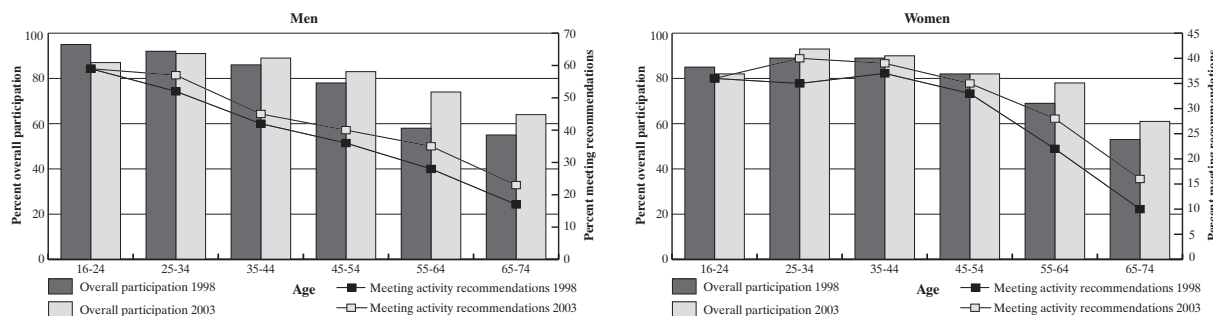 Men
Percent overall participation
100
80
60
40
20
0
70
60
50
40
30
20
10
0
Percent meeting recommendations
16-24 25-34 35-44 45-54 55-64 65-74
Age
Overall participation 1998
Meeting activity recommendations 1998
Overall participation 2003
Meeting activity recommendations 2003
Women
Percent overall participation
100
80
60
40
20
0
45
40
35
30
25
20
15
10
5
0
Percent meeting recommendations
16-24 25-34 35-44 45-54 55-64 65-74
Age
Overall participation 1998
Meeting activity recommendations 1998
Overall participation 2003
Meeting activity recommendations 2003